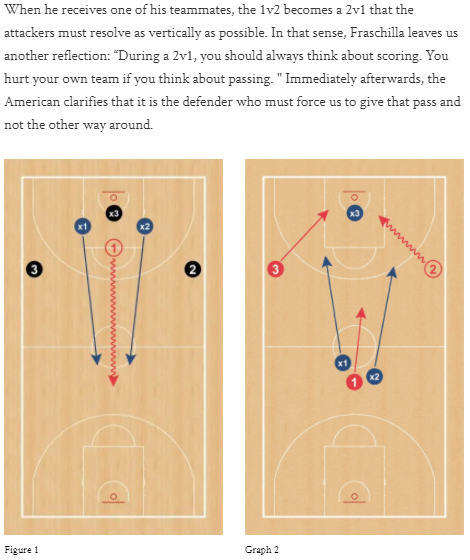 When he receives one of his teammates, the 1v2 becomes a 2v1 that the
attackers must resolve as vertically as possible. In that sense, Fraschilla leaves us
another reflection: “During a 2v1, you should always think about scoring. You
hurt your own team if you think about passing. " Immediately afterwards, the
American clarifies that it is the defender who must force us to give that pass and
not the other way around.
x3
x1 x2
1
3 2
x3
3 2
x1
1 x2
Figure 1
Graph 2